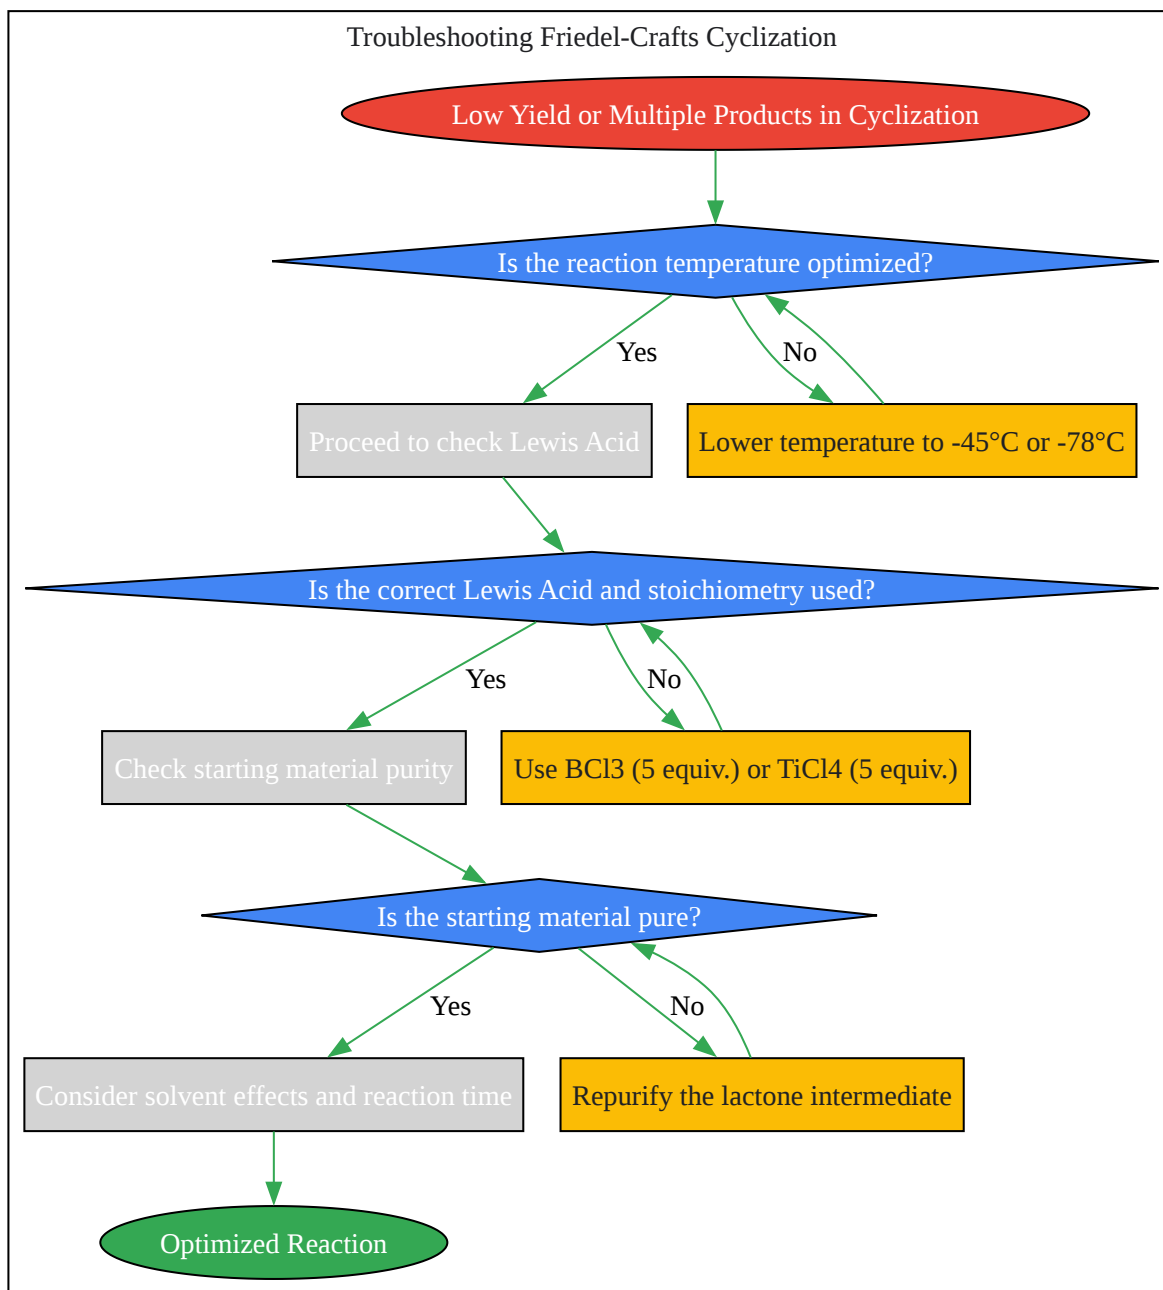 Troubleshooting Friedel-Crafts Cyclization
Low Yield or Multiple Products in Cyclization
Is the reaction temperature optimized?
Yes
No
Proceed to check Lewis Acid
Lower temperature to -45°C or -78°C
Is the correct Lewis Acid and stoichiometry used?
Yes
No
Check starting material purity
Use BCl3 (5 equiv.) or TiCl4 (5 equiv.)
Is the starting material pure?
Yes
No
Consider solvent effects and reaction time
Repurify the lactone intermediate
Optimized Reaction